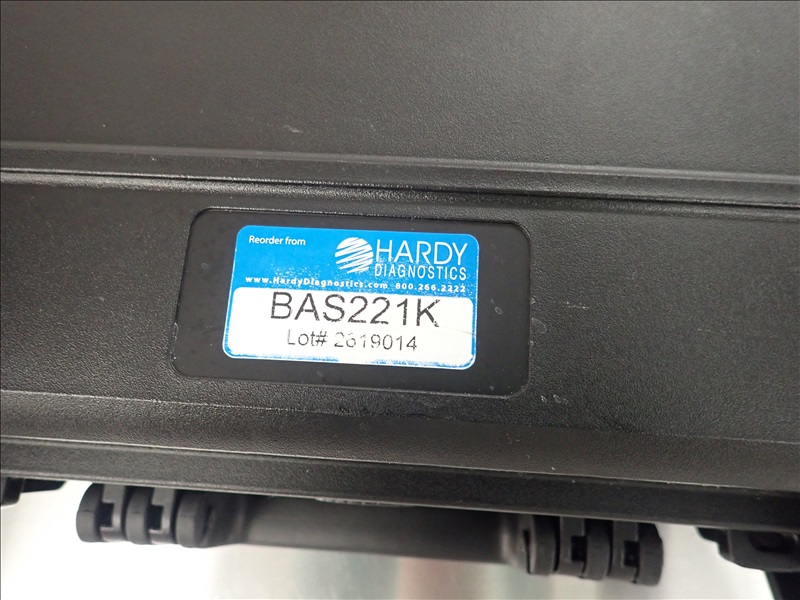 Reorder from
HARDY
DIAGNOSTICS
www.HardyDiagnostics.com 800.266.2222
BAS221K
Lot# 2619014